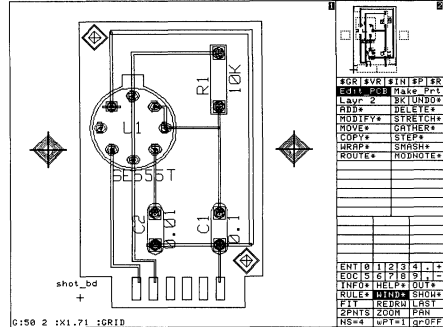 1
2
$GR $VR $IN $P $R
Edit PCB Make Prt
Layr 2 BK UNDO*
ADD* DELETE*
MODIFY* STRETCH*
MOVE* GATHER*
COPY* STEP*
WRAP* SMASH*
ROUTE* MODNOTE*
R1
10K
U1
SE555T
C2
0.01
C1
0.1
shot_bd
ENT 0 1 2 3 4 . +
EOC 5 6 7 8 9 , -
INFO* HELP* OUT*
RULE* WIND* SHOW*
FIT REDRW LAST
2PNTS ZOOM PAN
NS=4 wPT=1 grOFF
G:50 2 :X1.71 :GRID